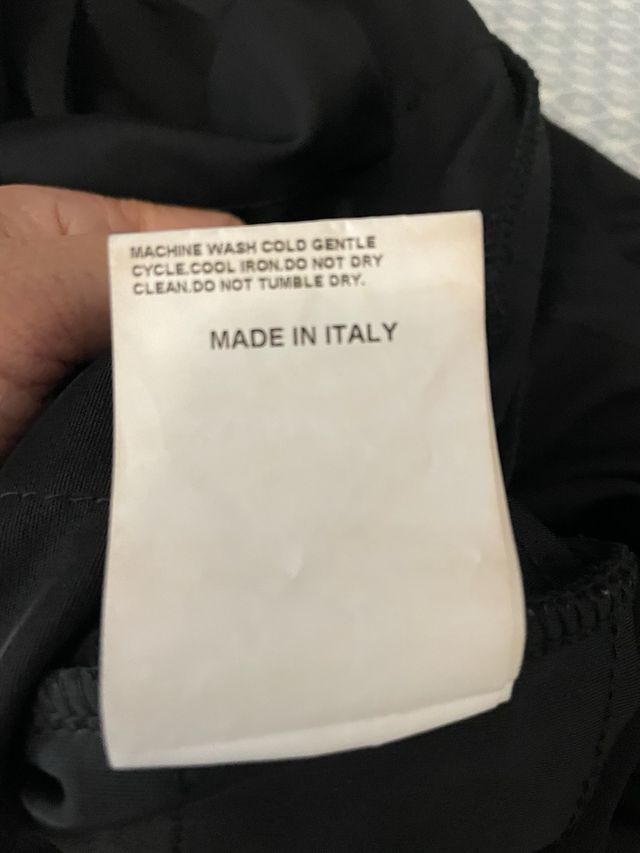 MACHINE WASH COLD GENTLE
CYCLE.COOL IRON.DO NOT DRY
CLEAN.DO NOT TUMBLE DRY.
MADE IN ITALY